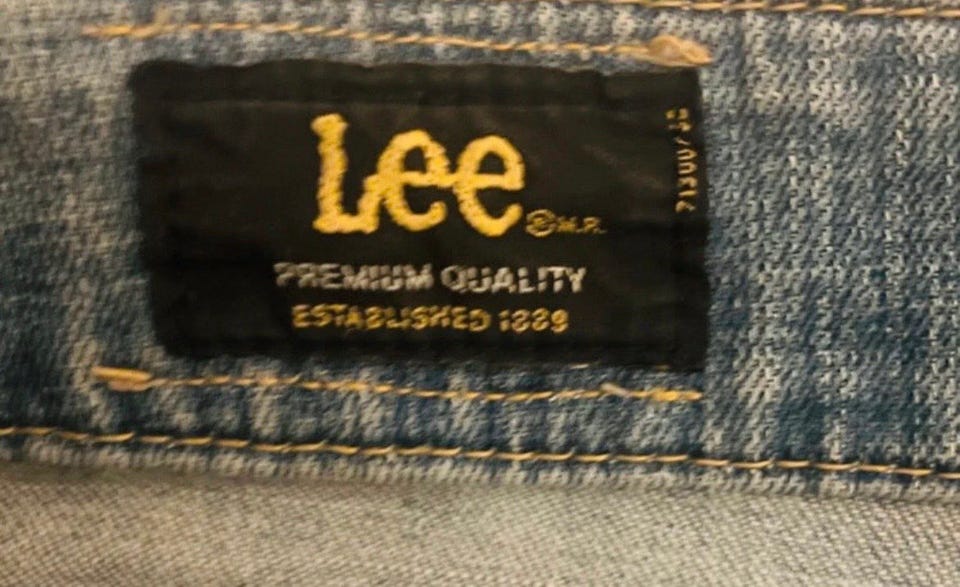 Lee ® M.R.
PREMIUM QUALITY
ESTABLISHED 1889